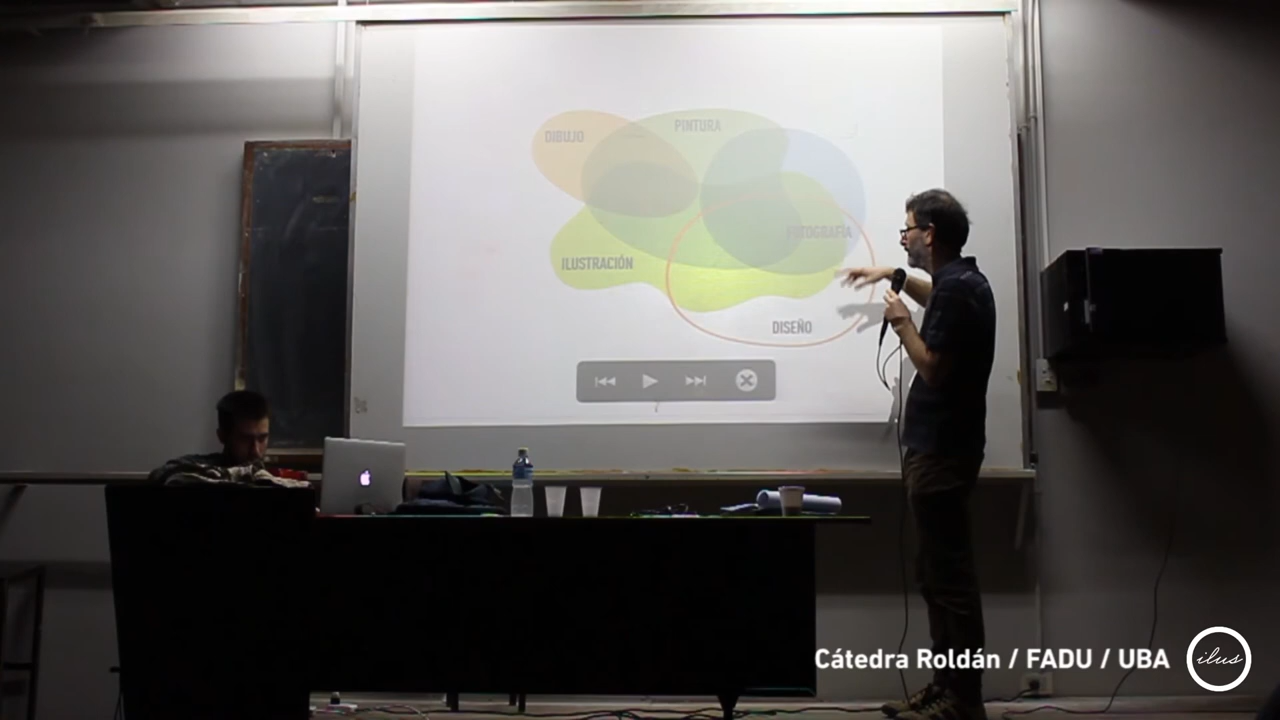 DIBUJO
PINTURA
FOTOGRAFÍA
ILUSTRACIÓN
DISEÑO
Cátedra Roldán / FADU / UBA
ilus